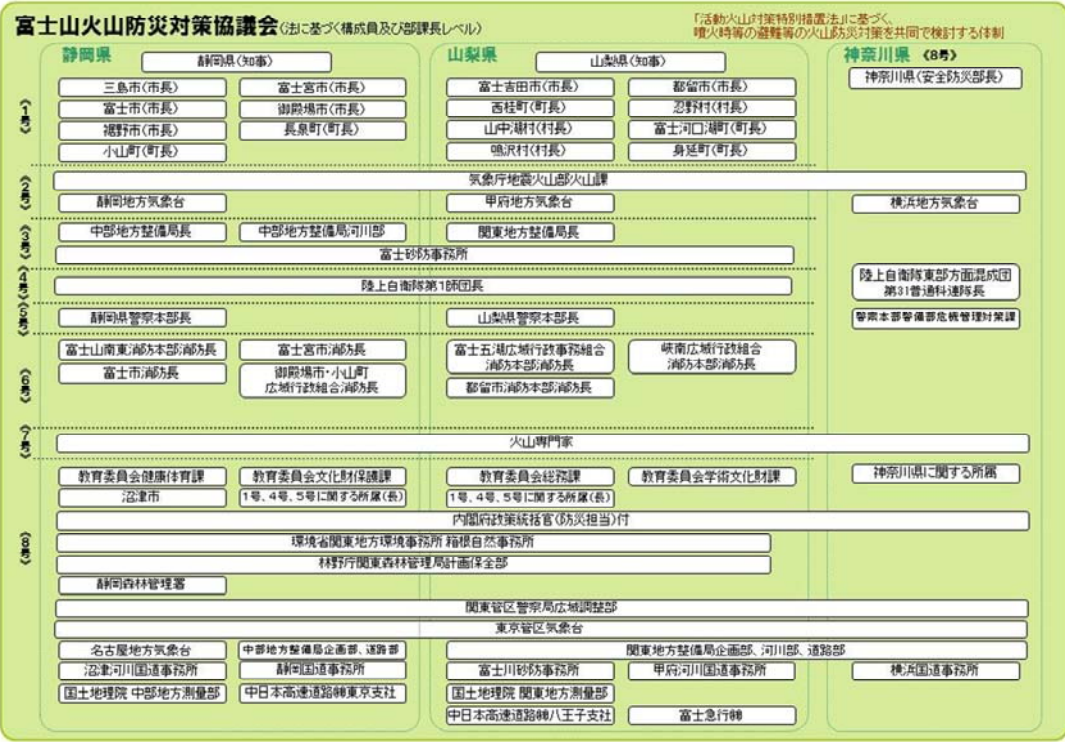 富士山火山防災対策協議会(法に基づく構成員及び部課長レベル)
「活動火山対策特別措置法」に基づく、
噴火時等の避難等の火山防災対策を共同で検討する体制
静岡県
静岡県(知事)
山梨県
山梨県(知事)
神奈川県《8号》
神奈川県(安全防災部長)
《1号》
三島市(市長)
富士宮市(市長)
富士吉田市(市長)
都留市(市長)
富士市(市長)
御殿場市(市長)
西桂町(町長)
忍野村(村長)
裾野市(市長)
長泉町(町長)
山中湖村(村長)
富士河口湖町(町長)
小山町(町長)
鳴沢村(村長)
身延町(町長)
《2号》
気象庁地震火山部火山課
静岡地方気象台
甲府地方気象台
横浜地方気象台
《3号》
中部地方整備局長
中部地方整備局河川部
関東地方整備局長
富士砂防事務所
《4号》
陸上自衛隊第1師団長
陸上自衛隊東部方面混成団
第31普通科連隊長
《5号》
静岡県警察本部長
山梨県警察本部長
警察本部警備部危機管理対策課
《6号》
富士山南東消防本部消防長
富士宮市消防長
富士五湖広域行政事務組合
消防本部消防長
峡南広域行政組合
消防本部消防長
富士市消防長
御殿場市・小山町
広域行政組合消防長
都留市消防本部消防長
《7号》
火山専門家
《8号》
教育委員会健康体育課
教育委員会文化財保護課
教育委員会総務課
教育委員会学術文化財課
神奈川県に関する所属
沼津市
1号、4号、5号に関する所属(長)
1号、4号、5号に関する所属(長)
内閣府政策統括官(防災担当)付
環境省関東地方環境事務所 箱根自然事務所
林野庁関東森林管理局計画保全部
静岡森林管理署
関東管区警察局広域調整部
東京管区気象台
名古屋地方気象台
中部地方整備局企画部、道路部
関東地方整備局企画部、河川部、道路部
沼津河川国道事務所
静岡国道事務所
富士川砂防事務所
甲府河川国道事務所
横浜国道事務所
国土地理院 中部地方測量部
中日本高速道路㈱東京支社
国土地理院 関東地方測量部
中日本高速道路㈱八王子支社
富士急行㈱